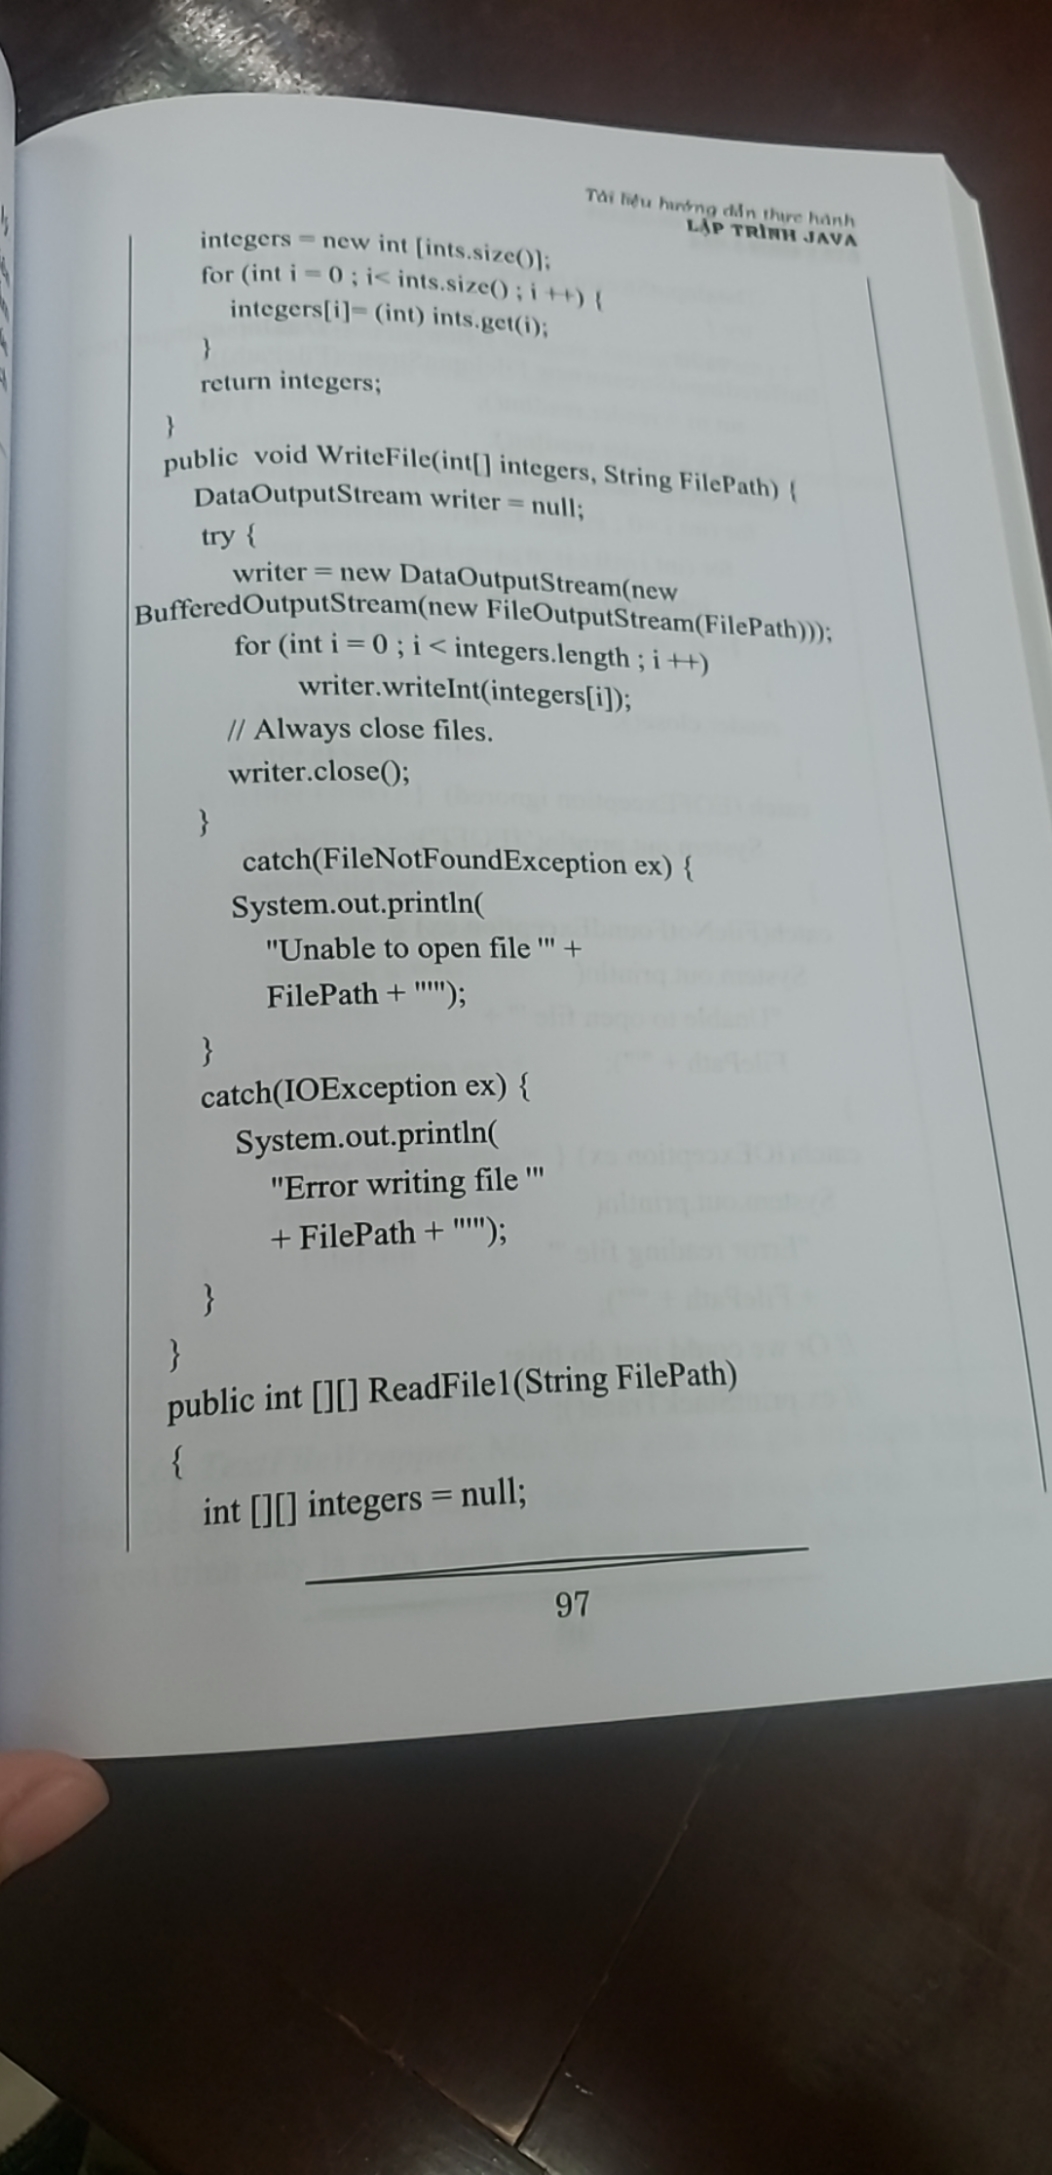 Tài liệu hướng dẫn thực hành
LẬP TRÌNH JAVA
integers = new int [ints.size()];
for (int i = 0 ; i< ints.size() ; i ++) {
integers[i]= (int) ints.get(i);
}
return integers;
}
public void WriteFile(int[] integers, String FilePath) {
DataOutputStream writer = null;
try {
writer = new DataOutputStream(new
BufferedOutputStream(new FileOutputStream(FilePath)));
for (int i = 0 ; i < integers.length ; i ++)
writer.writeInt(integers[i]);
// Always close files.
writer.close();
}
catch(FileNotFoundException ex) {
System.out.println(
"Unable to open file '" +
FilePath + "'");
}
catch(IOException ex) {
System.out.println(
"Error writing file '"
+ FilePath + "'");
}
}
public int [][] ReadFile1(String FilePath)
{
int [][] integers = null;
97